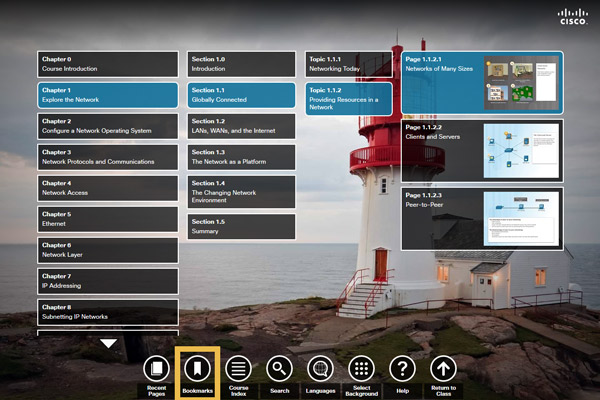 CISCO.
Chapter 0
Course Introduction
Chapter 1
Explore the Network
Chapter 2
Configure a Network Operating System
Chapter 3
Network Protocols and Communications
Chapter 4
Network Access
Chapter 5
Ethernet
Chapter 6
Network Layer
Chapter 7
IP Addressing
Chapter 8
Subnetting IP Networks
Section 1.0
Introduction
Section 1.1
Globally Connected
Section 1.2
LANs, WANs, and the Internet
Section 1.3
The Network as a Platform
Section 1.4
The Changing Network
Environment
Section 1.5
Summary
Topic 1.1.1
Networking Today
Topic 1.1.2
Providing Resources in a
Network
Page 1.1.2.1
Networks of Many Sizes
Page 1.1.2.2
Clients and Servers
Page 1.1.2.3
Peer-to-Peer
Recent
Pages
Bookmarks
Course
Index
Search
Languages
Select
Background
Help
Return to
Class